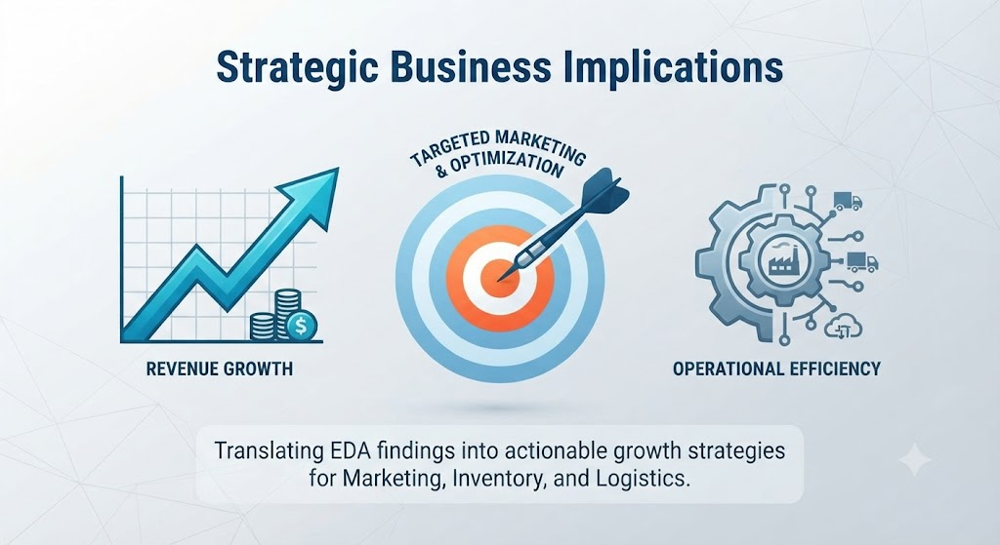 Strategic Business Implications
TARGETED MARKETING
& OPTIMIZATION
$
REVENUE GROWTH
OPERATIONAL EFFICIENCY
Translating EDA findings into actionable growth strategies
for Marketing, Inventory, and Logistics.